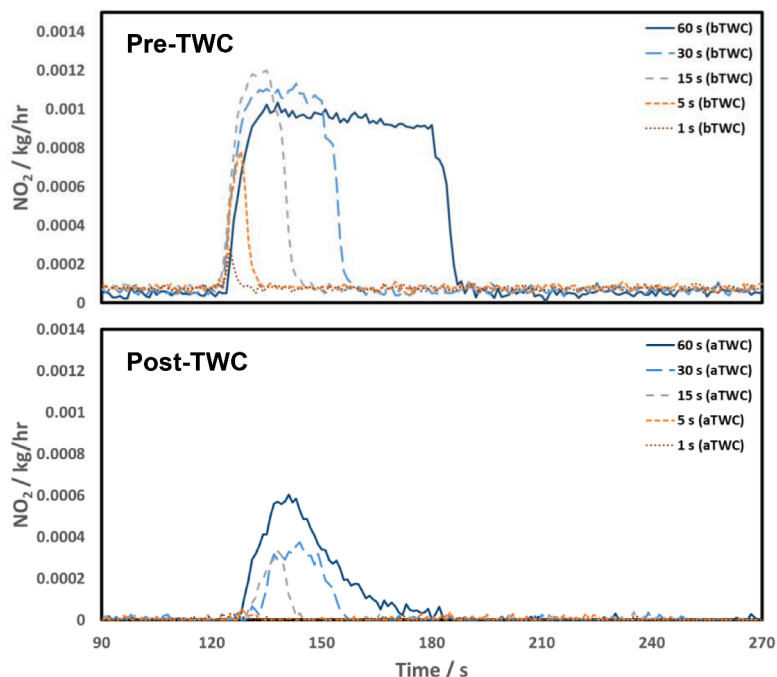 Pre-TWC
NO₂ / kg/hr
0.0014
0.0012
0.001
0.0008
0.0006
0.0004
0.0002
0
60 s (bTWC)
30 s (bTWC)
15 s (bTWC)
5 s (bTWC)
1 s (bTWC)
Post-TWC
NO₂ / kg/hr
0.0014
0.0012
0.001
0.0008
0.0006
0.0004
0.0002
0
60 s (aTWC)
30 s (aTWC)
15 s (aTWC)
5 s (aTWC)
1 s (aTWC)
90 120 150 180 210 240 270
Time / s